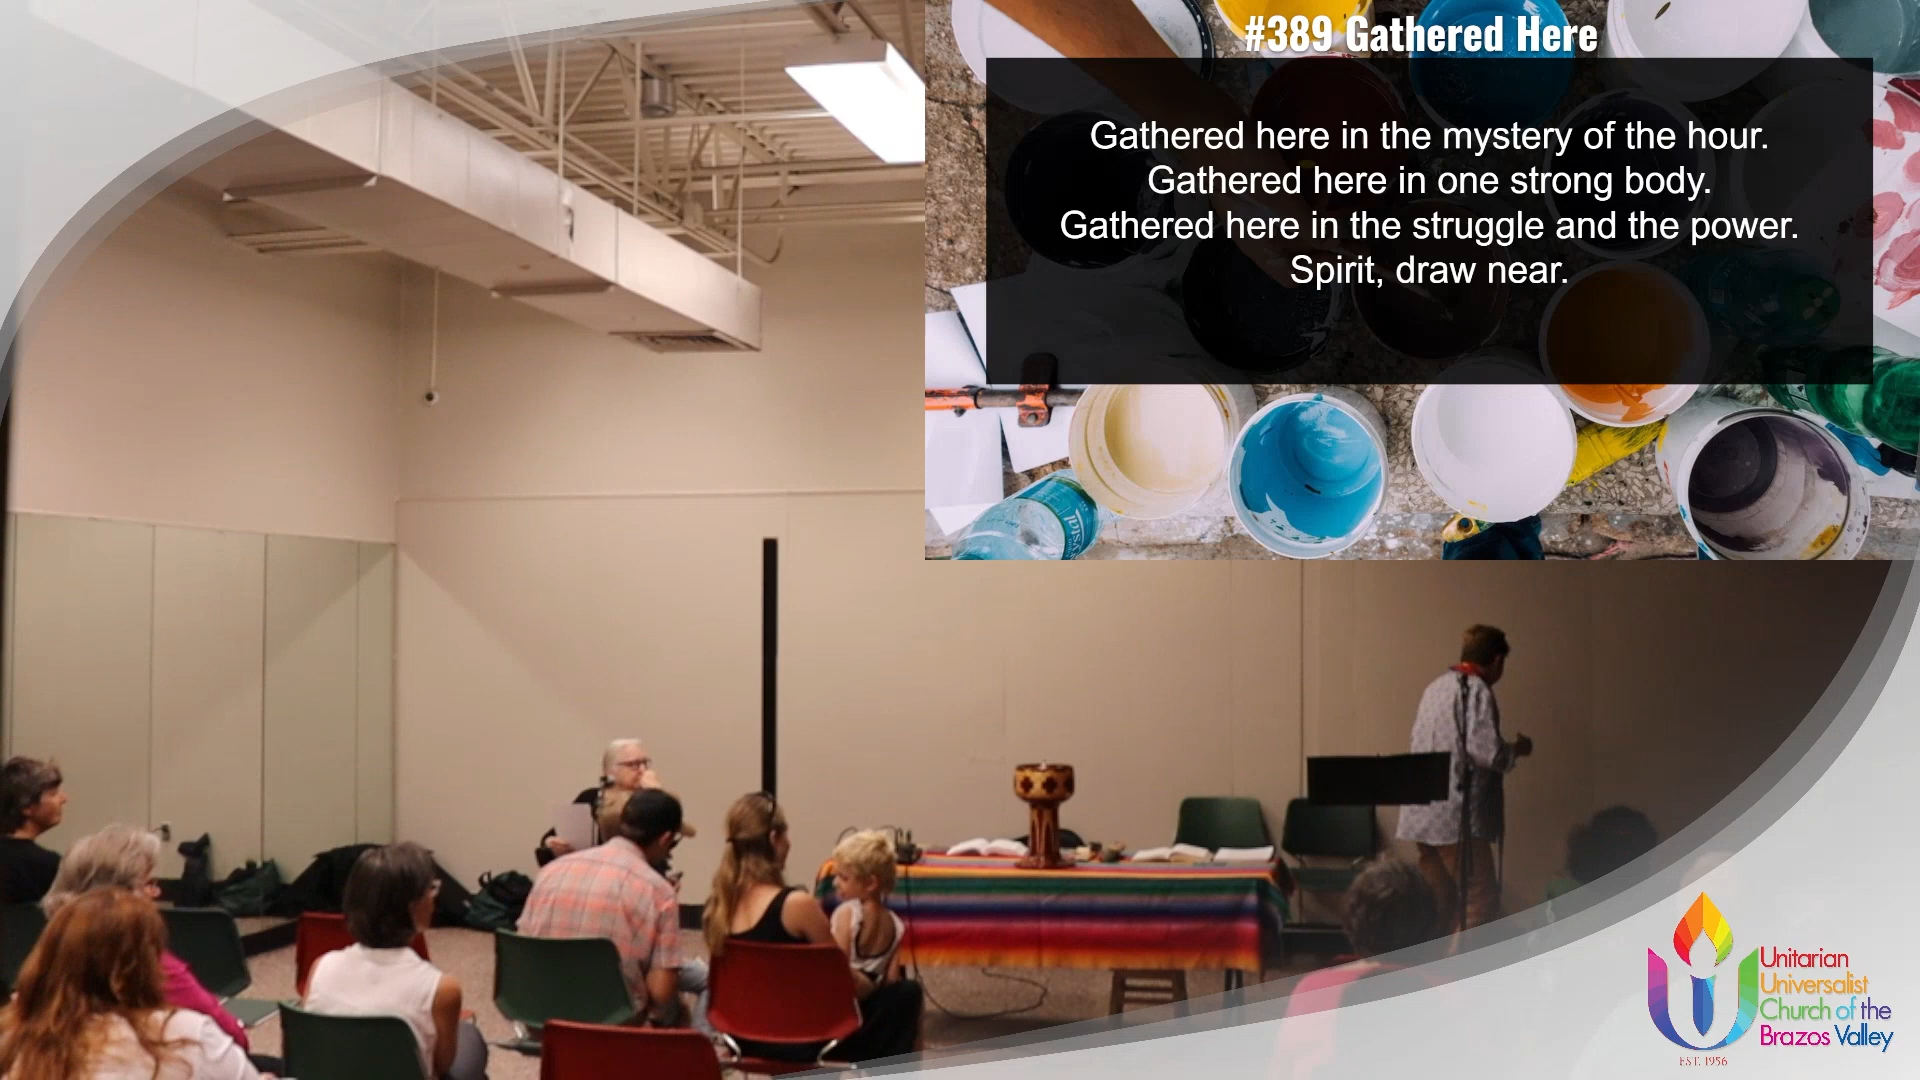 #389 Gathered Here
Gathered here in the mystery of the hour.
Gathered here in one strong body.
Gathered here in the struggle and the power.
Spirit, draw near.
Unitarian
Universalist
Church of the
Brazos Valley
EST. 1956